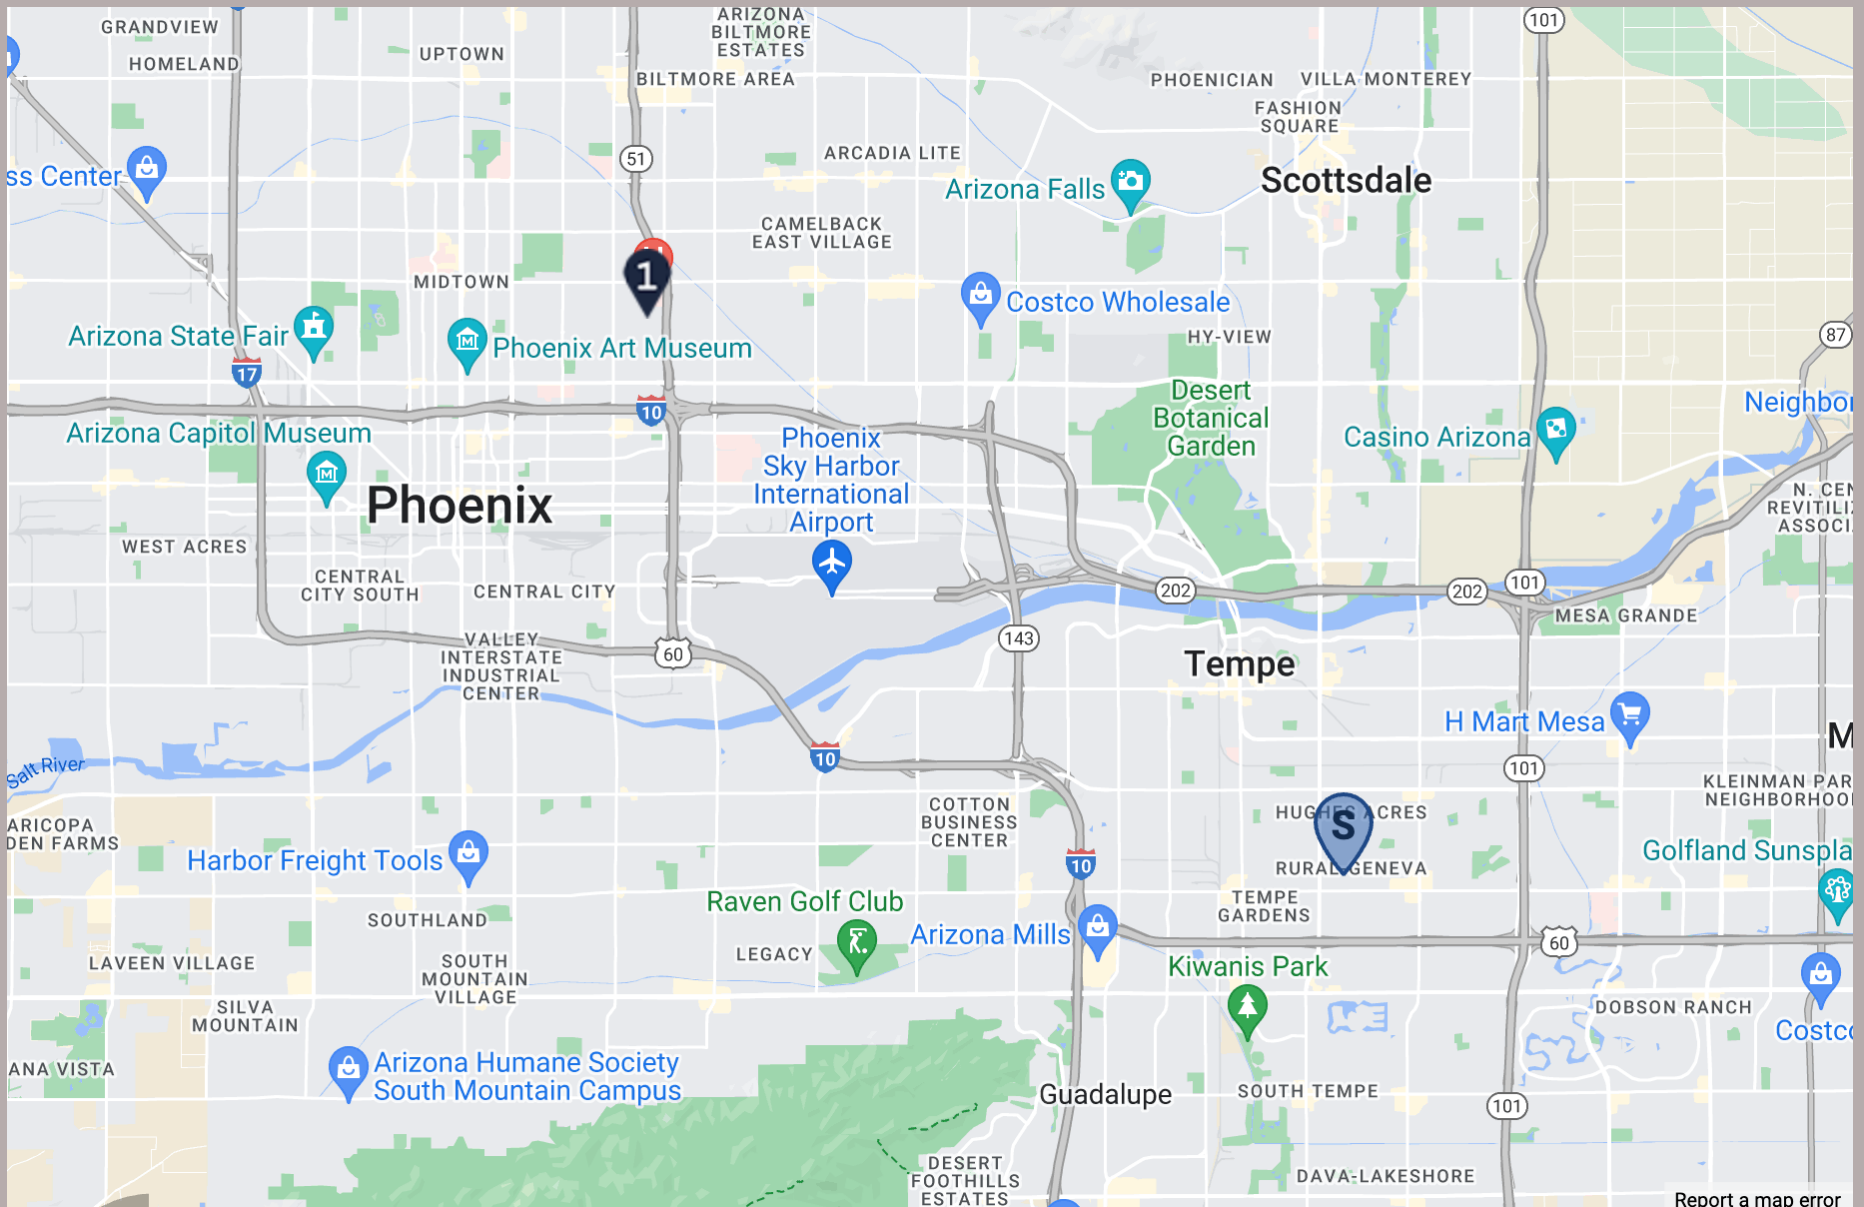 GRANDVIEW
HOMELAND
UPTOWN
ARIZONA
BILTMORE
ESTATES
BILTMORE AREA
101
PHOENICIAN
VILLA MONTEREY
FASHION
SQUARE
51
ARCADIA LITE
ss Center
Arizona Falls
Scottsdale
CAMELBACK
EAST VILLAGE
1
MIDTOWN
Costco Wholesale
Arizona State Fair
Phoenix Art Museum
HY-VIEW
87
17
10
Desert
Botanical
Garden
Neighbor
Arizona Capitol Museum
Casino Arizona
Phoenix
Sky Harbor
International
Airport
Phoenix
N. CEN
REVITILI
ASSOCI
WEST ACRES
CENTRAL
CITY SOUTH
CENTRAL CITY
202
202
101
MESA GRANDE
VALLEY
INTERSTATE
INDUSTRIAL
CENTER
60
143
Tempe
H Mart Mesa
M
Salt River
10
101
KLEINMAN PAR
NEIGHBORHOO
ARICOPA
DEN FARMS
COTTON
BUSINESS
CENTER
HUGHES ACRES
S
Harbor Freight Tools
10
RURAL-GENEVA
Golfland Sunspla
Raven Golf Club
TEMPE
GARDENS
SOUTHLAND
Arizona Mills
60
LEGACY
LAVEEN VILLAGE
SOUTH
MOUNTAIN
VILLAGE
Kiwanis Park
SILVA
MOUNTAIN
DOBSON RANCH
Costco
ANA VISTA
Arizona Humane Society
South Mountain Campus
Guadalupe
SOUTH TEMPE
101
DESERT
FOOTHILLS
ESTATES
DAVA-LAKESHORE
Report a map error